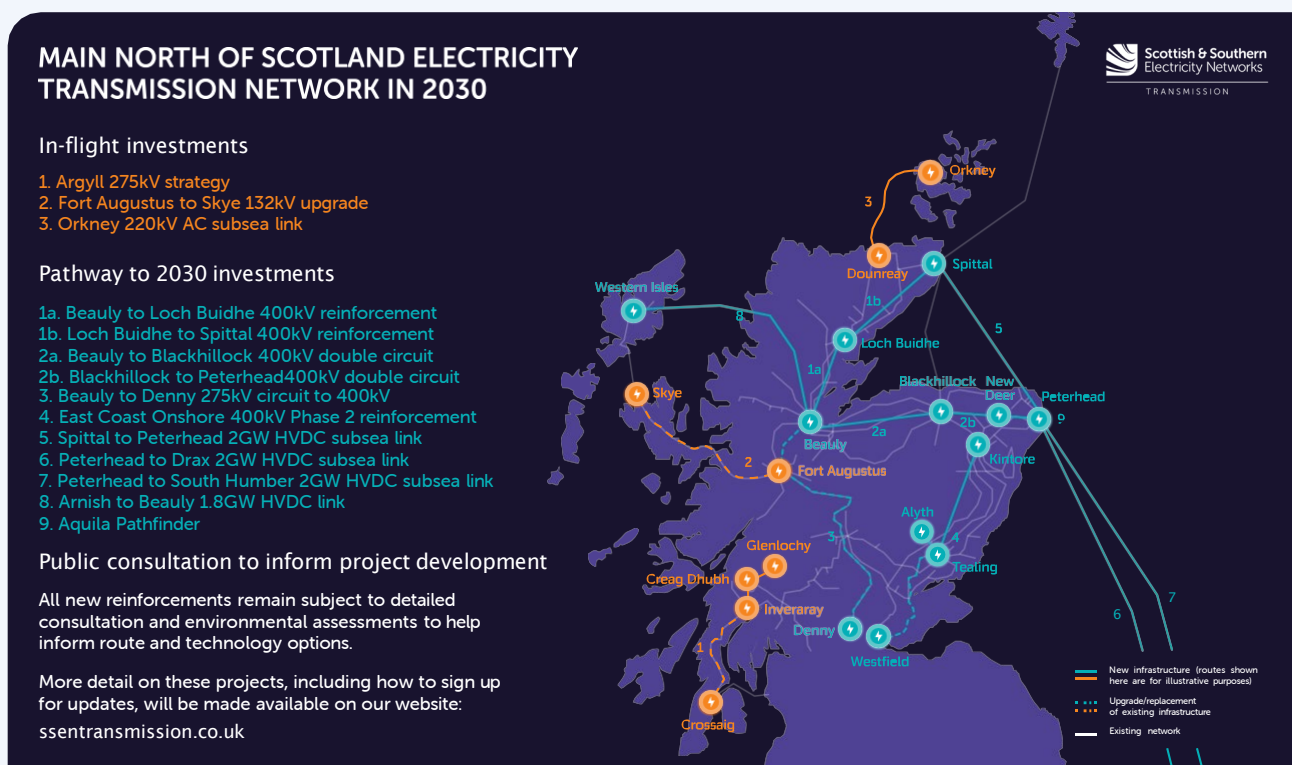 MAIN NORTH OF SCOTLAND ELECTRICITY
TRANSMISSION NETWORK IN 2030
Scottish & Southern
Electricity Networks
TRANSMISSION
In-flight investments
1. Argyll 275kV strategy
2. Fort Augustus to Skye 132kV upgrade
3. Orkney 220kV AC subsea link
Pathway to 2030 investments
1a. Beauly to Loch Buidhe 400kV reinforcement
1b. Loch Buidhe to Spittal 400kV reinforcement
2a. Beauly to Blackhillock 400kV double circuit
2b. Blackhillock to Peterhead400kV double circuit
3. Beauly to Denny 275kV circuit to 400kV
4. East Coast Onshore 400kV Phase 2 reinforcement
5. Spittal to Peterhead 2GW HVDC subsea link
6. Peterhead to Drax 2GW HVDC subsea link
7. Peterhead to South Humber 2GW HVDC subsea link
8. Arnish to Beauly 1.8GW HVDC link
9. Aquila Pathfinder
Public consultation to inform project development
All new reinforcements remain subject to detailed
consultation and environmental assessments to help
inform route and technology options.
More detail on these projects, including how to sign up
for updates, will be made available on our website:
ssentransmission.co.uk
Orkney
3
Dounreay
Spittal
Western Isles
8
1b
5
Loch Buidhe
1a
Skye
Blackhillock
New
Deer
Peterhead
9
2a
2b
Beauly
Kintore
2
Fort Augustus
Alyth
3
4
Glenlochy
Tealing
Creag Dhubh
Inveraray
7
6
Denny
1
Westfield
Crossaig
New infrastructure (routes shown
here are for illustrative purposes)
Upgrade/replacement
of existing infrastructure
Existing network